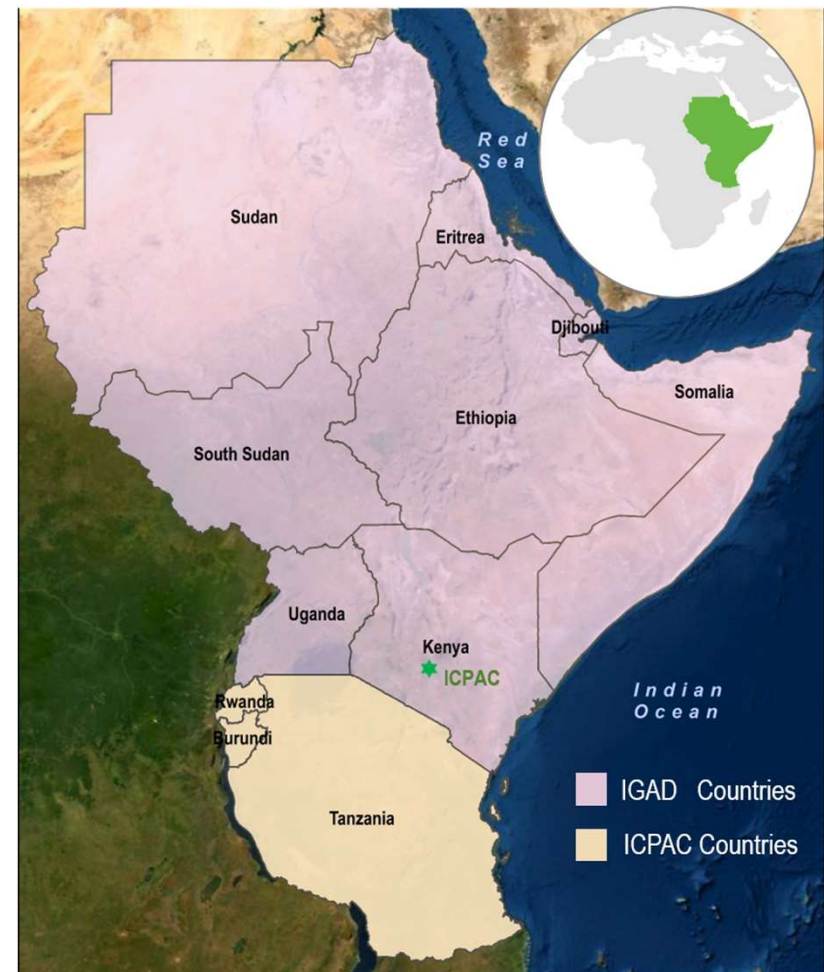 Red
Sea
Sudan
Eritrea
Djibouti
Somalia
Ethiopia
South Sudan
Uganda
Kenya
ICPAC
Rwanda
Indian
Ocean
Burundi
IGAD Countries
Tanzania
ICPAC Countries